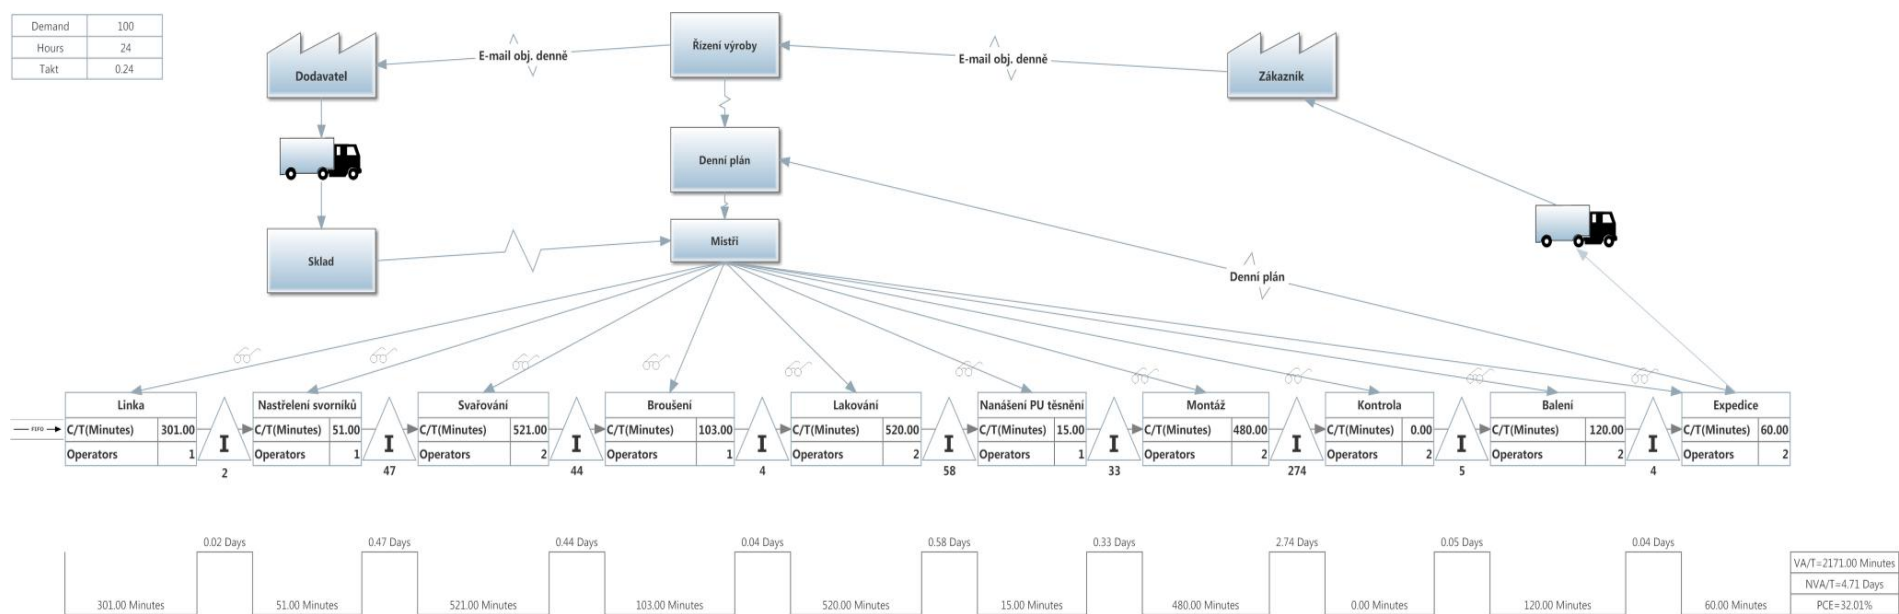 Demand 100
Hours 24
Takt 0.24
Dodavatel
E-mail obj. denně
Řízení výroby
E-mail obj. denně
Zákazník
Denní plán
Sklad
Mistři
Denní plán
Linka
C/T(Minutes) 301.00
Operators 1
I
2
Nastřelení svorníků
C/T(Minutes) 51.00
Operators 1
I
47
Svařování
C/T(Minutes) 521.00
Operators 2
I
44
Broušení
C/T(Minutes) 103.00
Operators 1
I
4
Lakování
C/T(Minutes) 520.00
Operators 2
I
58
Nanášení PU těsnění
C/T(Minutes) 15.00
Operators 1
I
33
Montáž
C/T(Minutes) 480.00
Operators 2
I
274
Kontrola
C/T(Minutes) 0.00
Operators 2
I
5
Balení
C/T(Minutes) 120.00
Operators 2
I
4
Expedice
C/T(Minutes) 60.00
Operators 2
FIFO
0.02 Days 0.47 Days 0.44 Days 0.04 Days 0.58 Days 0.33 Days 2.74 Days 0.05 Days 0.04 Days
301.00 Minutes 51.00 Minutes 521.00 Minutes 103.00 Minutes 520.00 Minutes 15.00 Minutes 480.00 Minutes 0.00 Minutes 120.00 Minutes 60.00 Minutes
VA/T=2171.00 Minutes
NVA/T=4.71 Days
PCE=32.01%